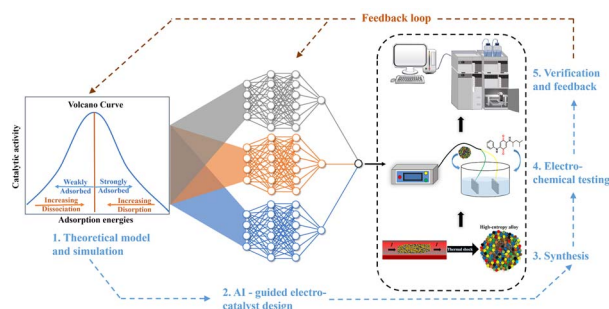 Feedback loop
Volcano Curve
Catalytic activity
Weakly
Adsorbed
Strongly
Adsorbed
Increasing
Dissociation
Increasing
Disorption
Adsorption energies
1. Theoretical model
and simulation
2. AI - guided electro-
catalyst design
5. Verification
and feedback
4. Electro-
chemical testing
High-entropy alloy
Thermal shock
3. Synthesis